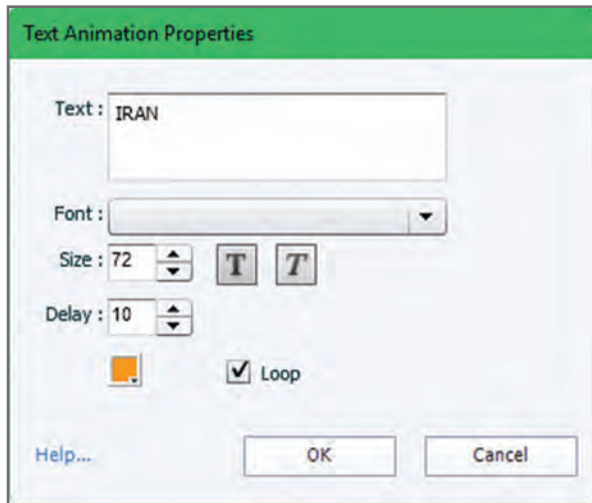 Text Animation Properties
Text : IRAN
Font :
Size : 72 T T
Delay : 10
Loop
Help... OK Cancel